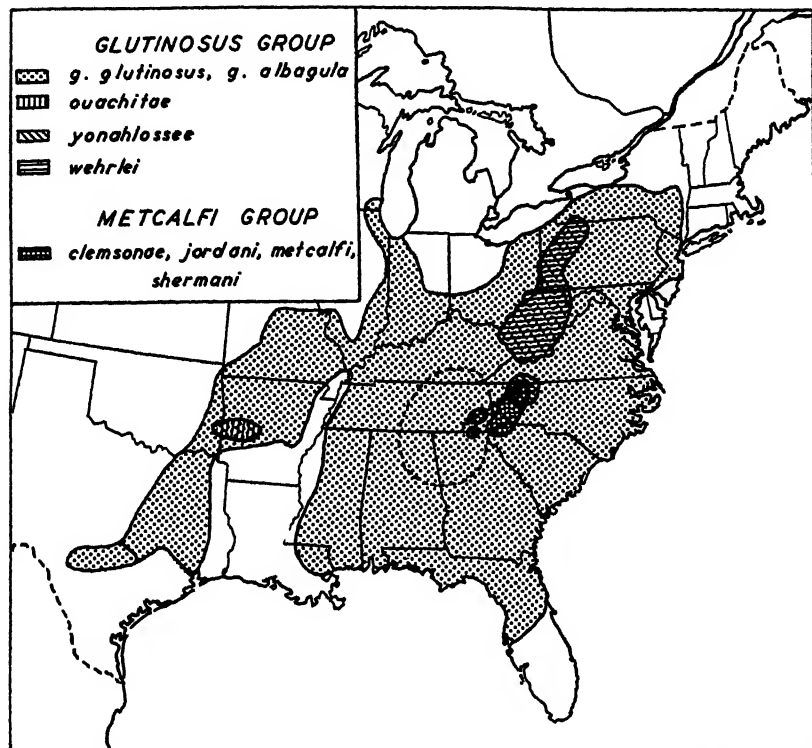 GLUTINOSUS GROUP
g. glutinosus, g. albagula
ouachitae
yonahlossee
wehrlei
METCALFI GROUP
clemsonae, jordani, metcalfi,
shermani